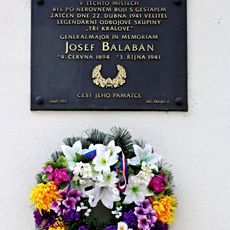 V TĚCHTO MÍSTECH
BYL PO NEROVNÉM BOJI S GESTAPEM
ZATČEN DNE 22. DUBNA 1941 VELITEL
LEGENDÁRNÍ ODBOJOVÉ SKUPINY
"TŘI KRÁLOVÉ"
GENERÁLMAJOR IN MEMORIAM
JOSEF BALABÁN
*4. ČERVNA 1894 †3. ŘÍJNA 1941
ČEST JEHO PAMÁTCE